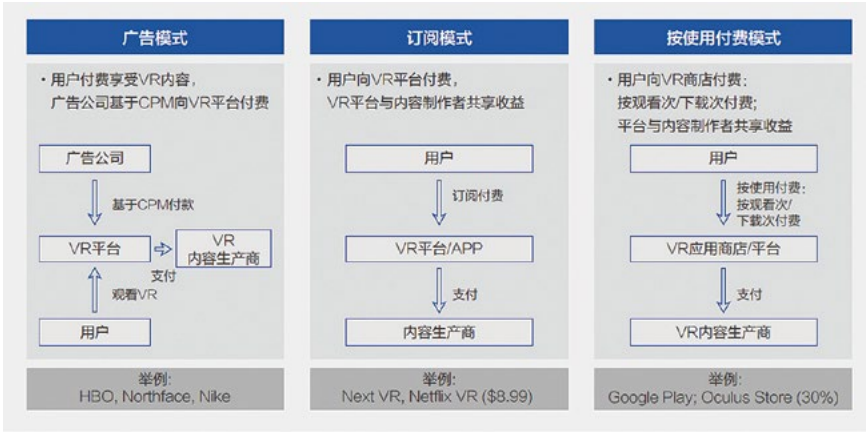 广告模式
・用户付费享受VR内容，
广告公司基于CPM向VR平台付费
广告公司
基于CPM付款
VR平台
VR
内容生产商
支付
观看VR
用户
举例:
HBO, Northface, Nike
订阅模式
・用户向VR平台付费，
VR平台与内容制作者共享收益
用户
订阅付费
VR平台/APP
支付
内容生产商
举例:
Next VR, Netflix VR ($8.99)
按使用付费模式
・用户向VR商店付费；
按观看次/下载次付费；
平台与内容制作者共享收益
用户
按使用付费；
按观看次/
下载次付费
VR应用商店/平台
支付
VR内容生产商
举例:
Google Play; Oculus Store (30%)